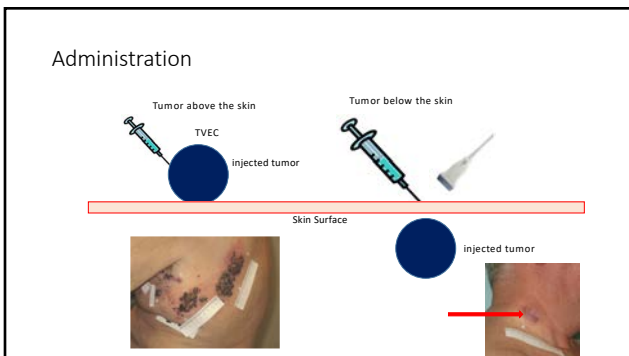 Administration
Tumor above the skin
TVEC
injected tumor
Tumor below the skin
Skin Surface
injected tumor